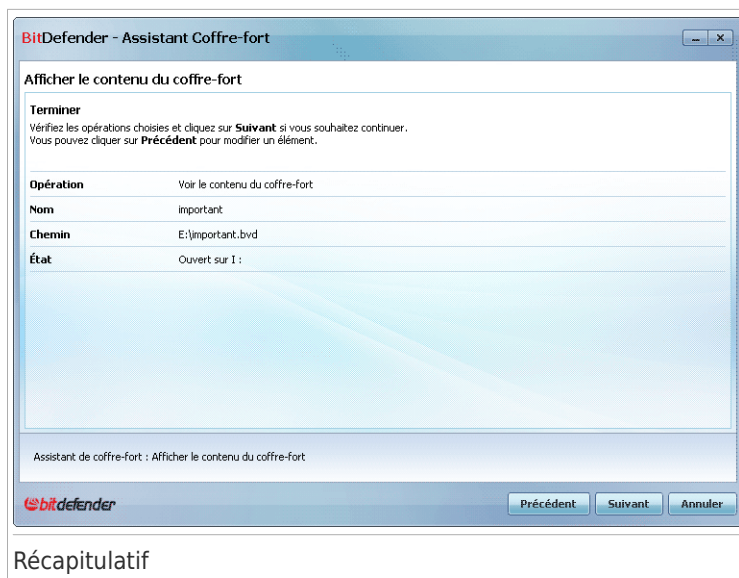 BitDefender - Assistant Coffre-fort
Afficher le contenu du coffre-fort
Terminer
Vérifiez les opérations choisies et cliquez sur Suivant si vous souhaitez continuer.
Vous pouvez cliquer sur Précédent pour modifier un élément.
Opération Voir le contenu du coffre-fort
Nom important
Chemin E:\important.bvd
État Ouvert sur I :
Assistant de coffre-fort : Afficher le contenu du coffre-fort
bitdefender
Précédent Suivant Annuler
Récapitulatif